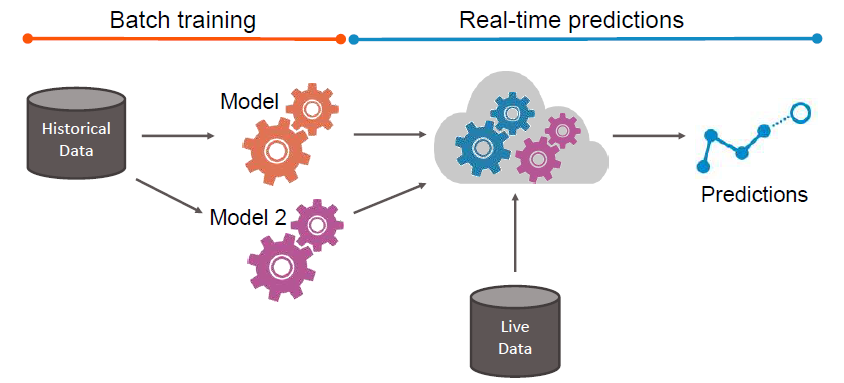 Batch training
Real-time predictions
Model
Historical
Data
Model 2
Predictions
Live
Data